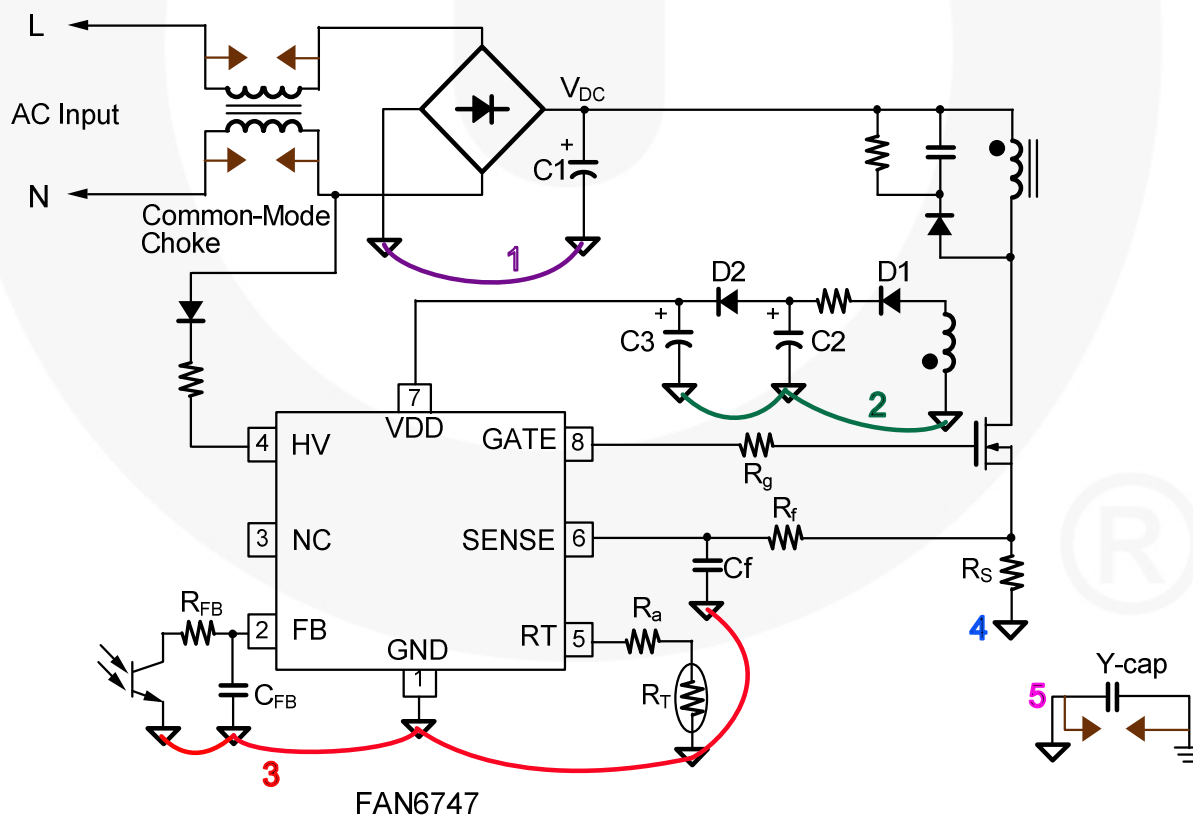 L
AC Input
N
Common-Mode
Choke
VDC
+
C1
1
D2
D1
+
C3
+
C2
2
7
VDD
4
HV
GATE
8
Rg
3
NC
SENSE
6
Rf
Cf
RS
RFB
2
FB
RT
5
Ra
4
GND
1
CFB
RT
Y-cap
5
3
FAN6747
®